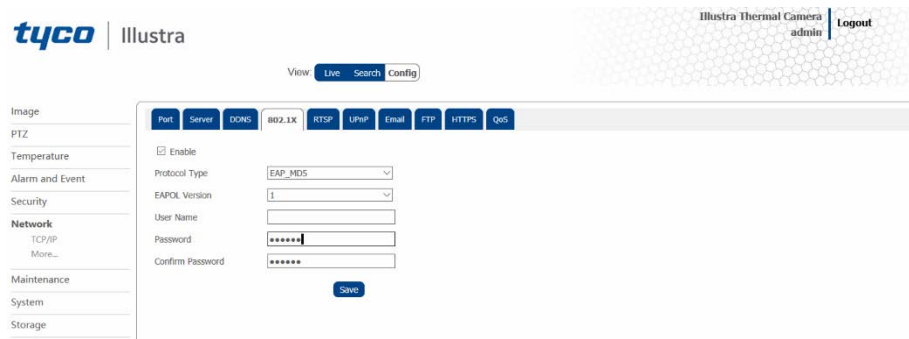 tyco | Illustra
Illustra Thermal Camera
admin
Logout
View: Live Search Config
Image
PTZ
Temperature
Alarm and Event
Security
Network
TCP/IP
More...
Maintenance
System
Storage
Port Server DDNS 802.1X RTSP UPnP Email FTP HTTPS QoS
Enable
Protocol Type EAP_MD5
EAPOL Version 1
User Name
Password ••••••
Confirm Password ••••••
Save